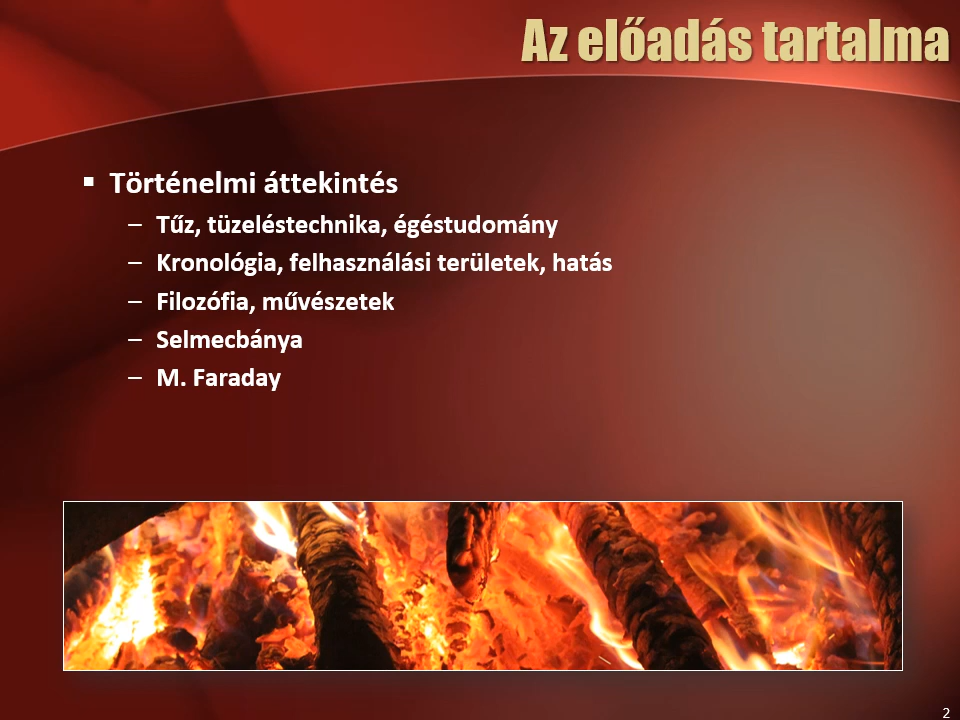 Az előadás tartalma
▪ Történelmi áttekintés
– Tűz, tüzeléstechnika, égéstudomány
– Kronológia, felhasználási területek, hatás
– Filozófia, művészetek
– Selmecbánya
– M. Faraday
2